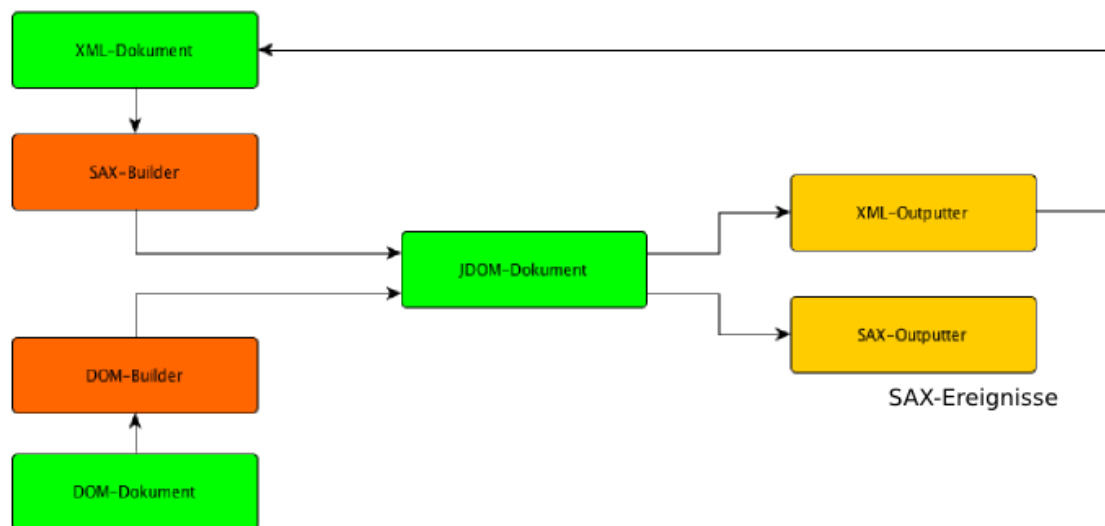 XML-Dokument
SAX-Builder
XML-Outputter
JDOM-Dokument
SAX-Outputter
DOM-Builder
SAX-Ereignisse
DOM-Dokument